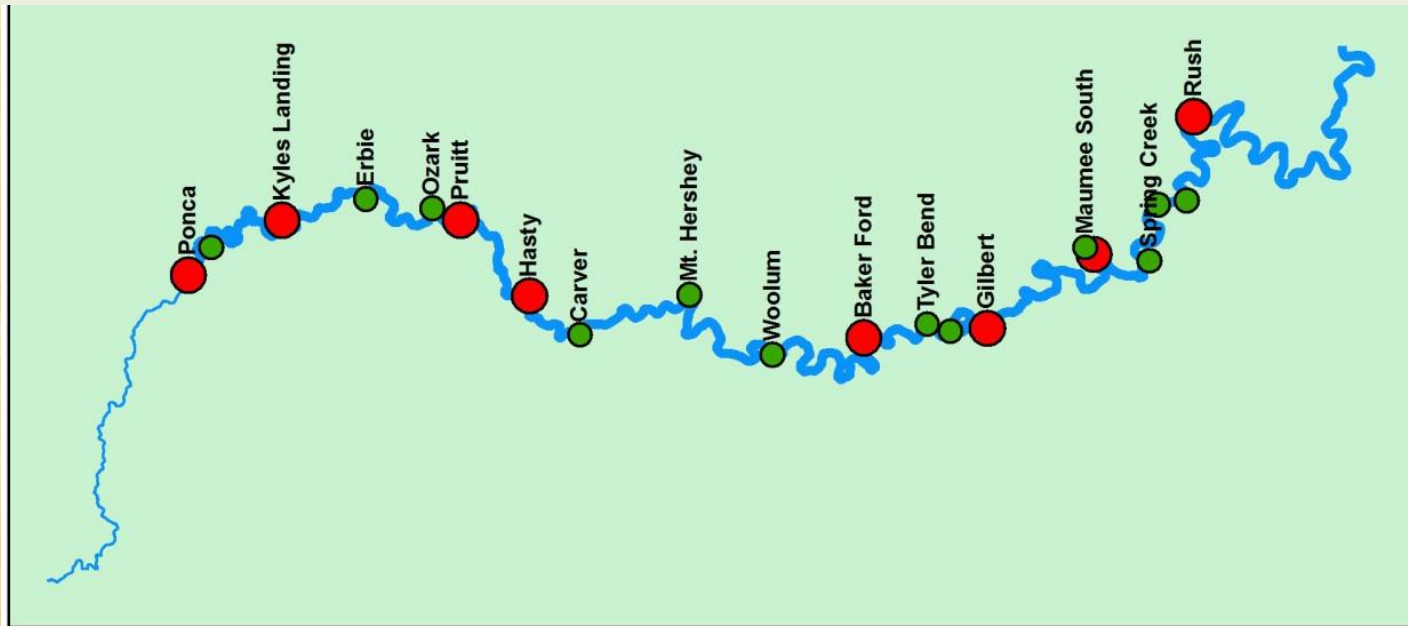 Ponca
Kyles Landing
Erbie
Ozark
Pruitt
Hasty
Carver
Mt. Hershey
Woolum
Baker Ford
Tyler Bend
Gilbert
Maumee South
Spring Creek
Rush